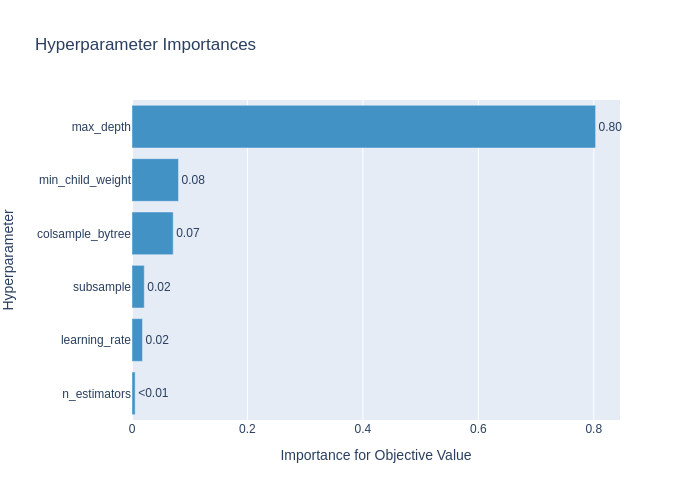 Hyperparameter Importances
Hyperparameter
max_depth 0.80
min_child_weight 0.08
colsample_bytree 0.07
subsample 0.02
learning_rate 0.02
n_estimators <0.01
0 0.2 0.4 0.6 0.8
Importance for Objective Value